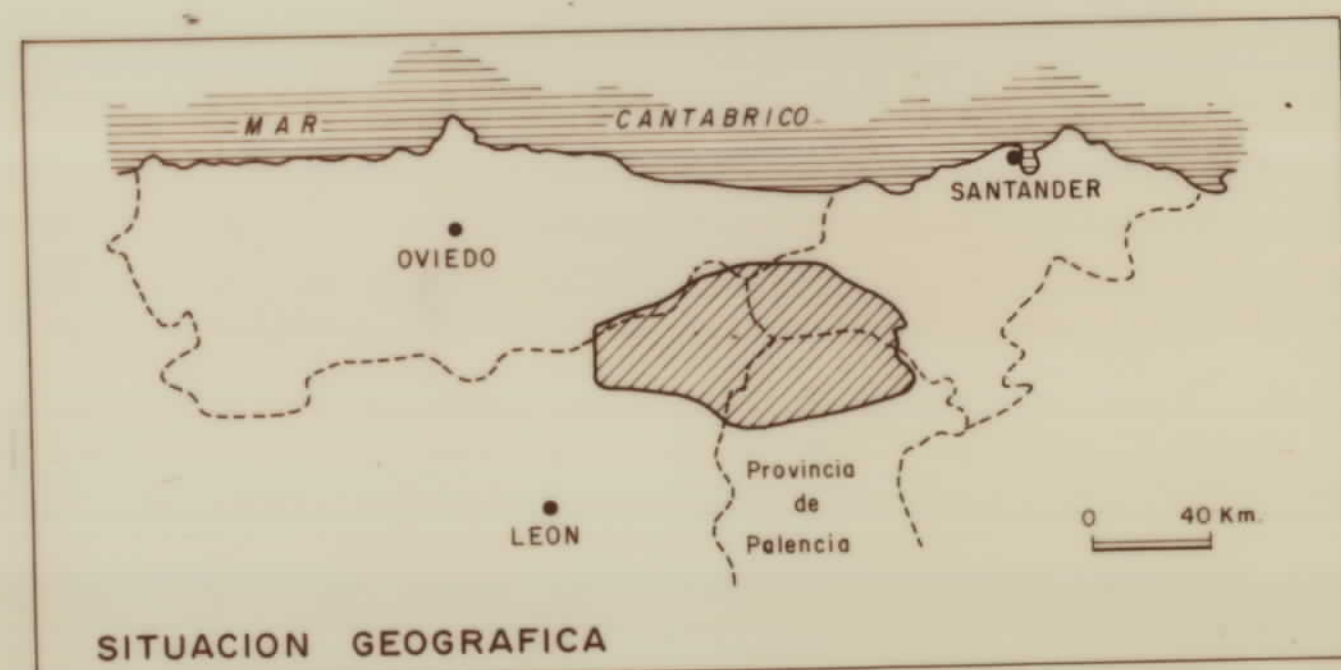 MAR CANTABRICO
SANTANDER
OVIEDO
Provincia
de
Palencia
LEON
0 40 Km.
SITUACION GEOGRAFICA